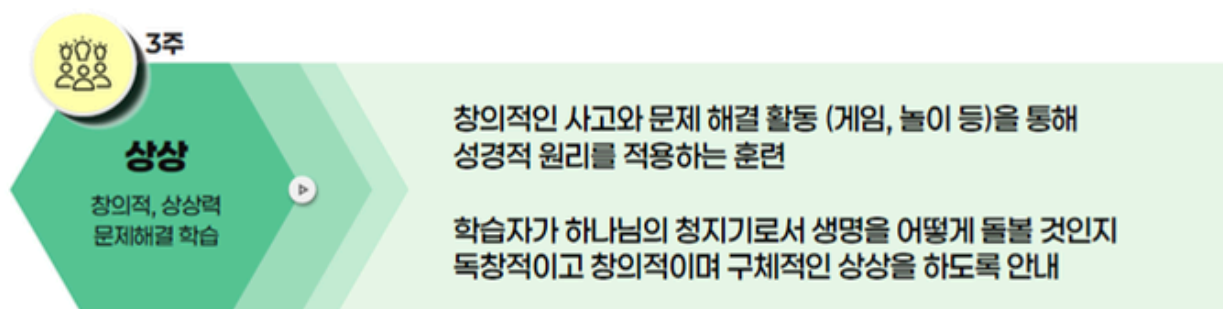 3주
상상
창의적, 상상력
문제해결 학습
창의적인 사고와 문제 해결 활동 (게임, 놀이 등)을 통해
성경적 원리를 적용하는 훈련
학습자가 하나님의 청지기로서 생명을 어떻게 돌볼 것인지
독창적이고 창의적이며 구체적인 상상을 하도록 안내